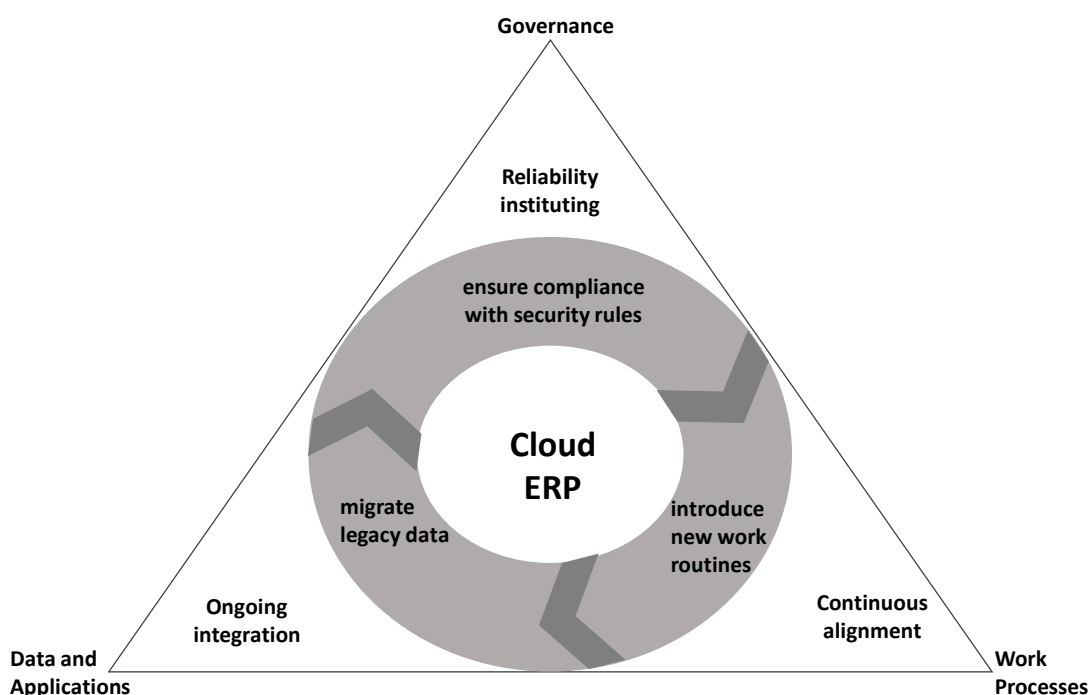 Governance
Reliability
instituting
ensure compliance
with security rules
Cloud
ERP
migrate
legacy data
introduce
new work
routines
Ongoing
integration
Continuous
alignment
Data and
Applications
Work
Processes